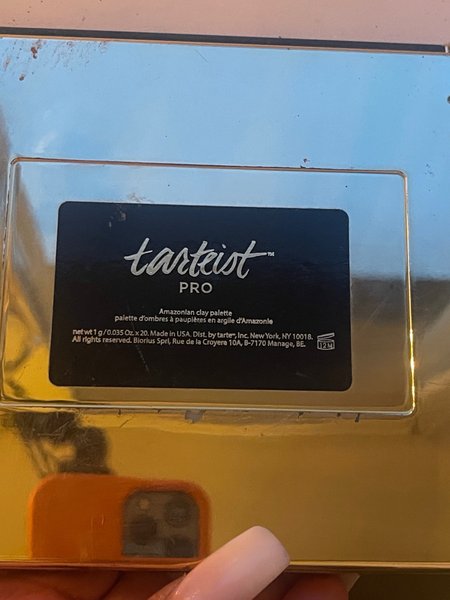 tarteist™
PRO
Amazonian clay palette
palette d'ombres à paupières en argile d'Amazonie
net wt 1 g / 0.035 Oz. x 20. Made in USA. Dist. by tarte™, Inc. New York, NY 10018.
All rights reserved. Biorius Sprl, Rue de la Croyera 10A, B-7170 Manage, BE.
12 M